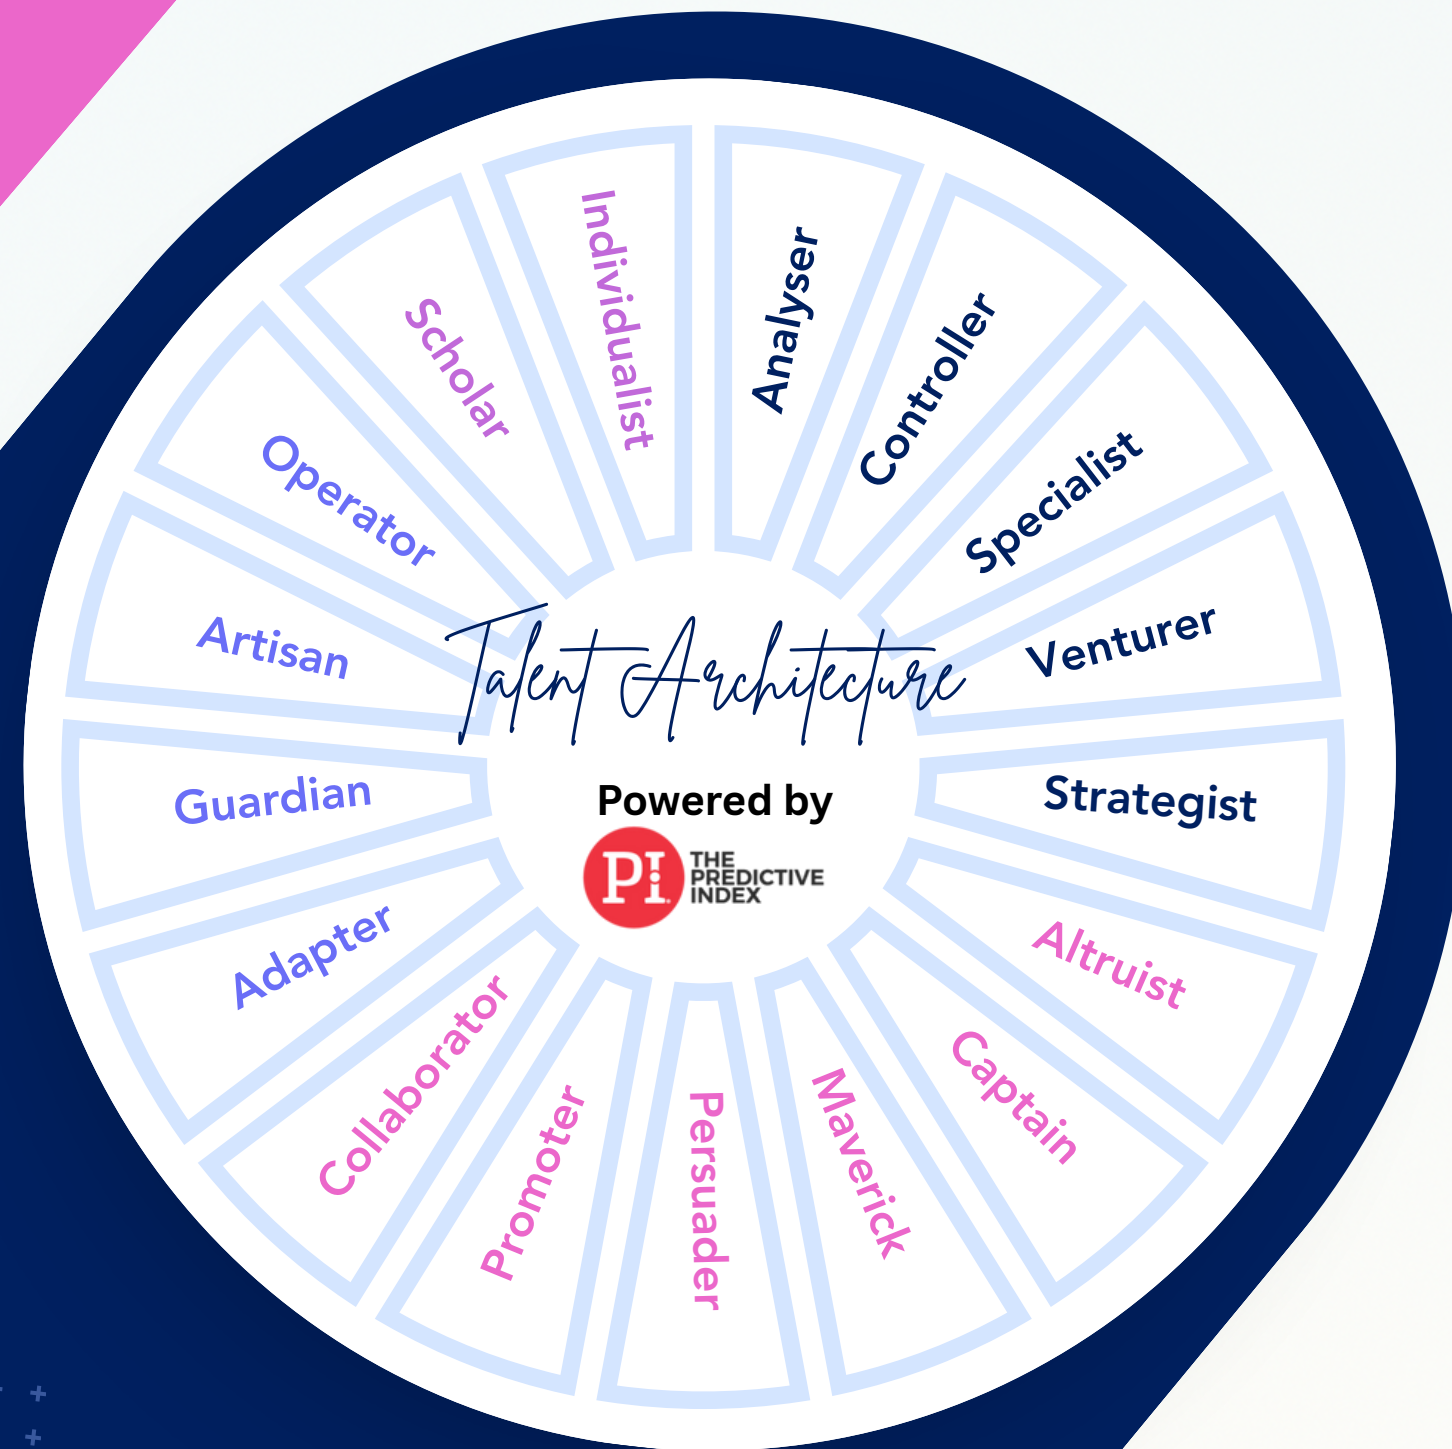 Analyser
Controller
Specialist
Venturer
Strategist
Altruist
Captain
Maverick
Persuader
Promoter
Collaborator
Adapter
Guardian
Artisan
Operator
Scholar
Individualist
Talent Architecture
Powered by
PI
THE
PREDICTIVE
INDEX